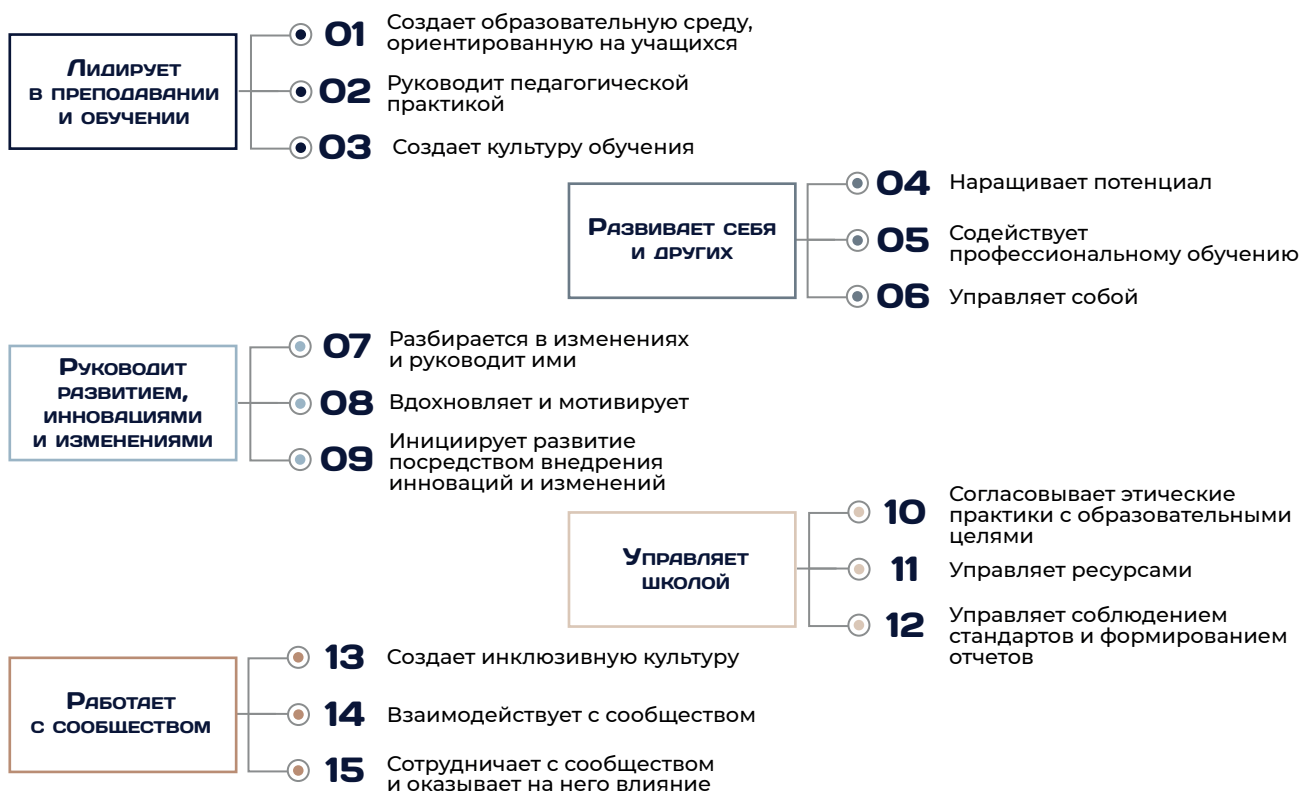 Лидирует
в преподавании
и обучении
01 Создает образовательную среду,
ориентированную на учащихся
02 Руководит педагогической
практикой
03 Создает культуру обучения
Развивает себя
и других
04 Наращивает потенциал
05 Содействует
профессиональному обучению
06 Управляет собой
Руководит
развитием,
инновациями
и изменениями
07 Разбирается в изменениях
и руководит ими
08 Вдохновляет и мотивирует
09 Инициирует развитие
посредством внедрения
инноваций и изменений
Управляет
школой
10 Согласовывает этические
практики с образовательными
целями
11 Управляет ресурсами
12 Управляет соблюдением
стандартов и формированием
отчетов
Работает
с сообществом
13 Создает инклюзивную культуру
14 Взаимодействует с сообществом
15 Сотрудничает с сообществом
и оказывает на него влияние